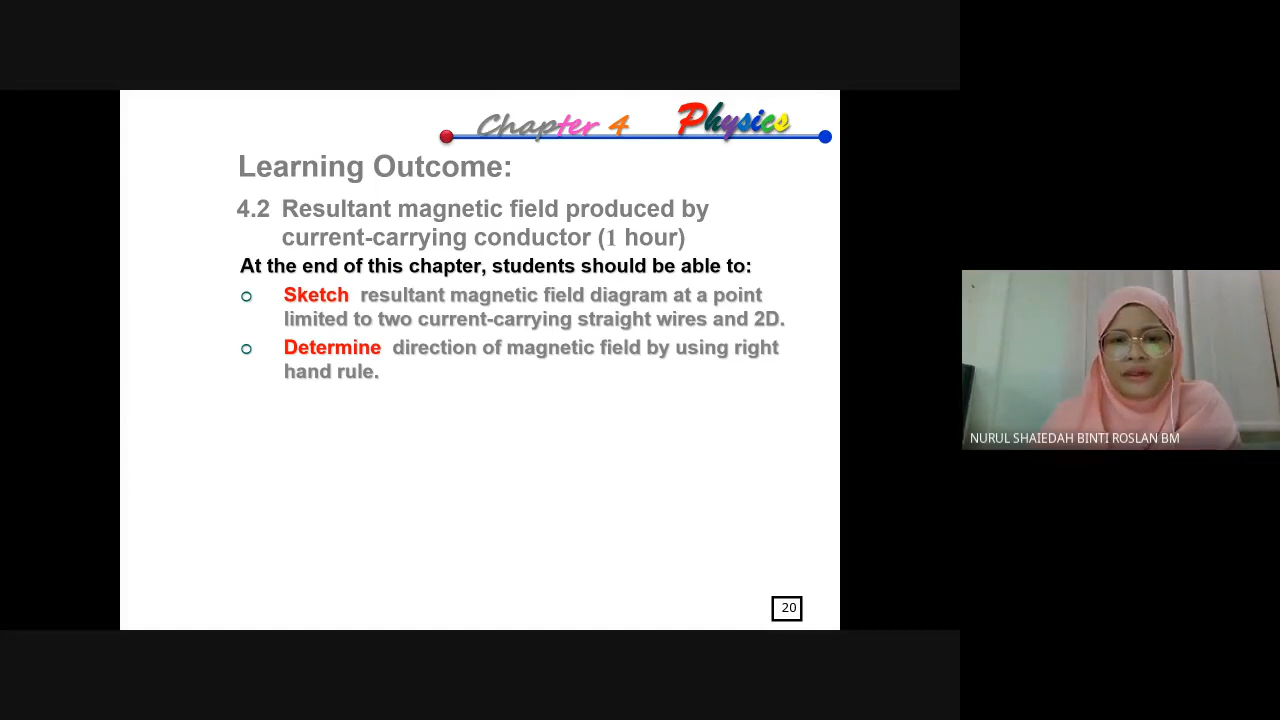 Chapter 4 Physics
Learning Outcome:
4.2 Resultant magnetic field produced by
current-carrying conductor (1 hour)
At the end of this chapter, students should be able to:
Sketch resultant magnetic field diagram at a point
limited to two current-carrying straight wires and 2D.
Determine direction of magnetic field by using right
hand rule.
20
NURUL SHAIEDAH BINTI ROSLAN BM